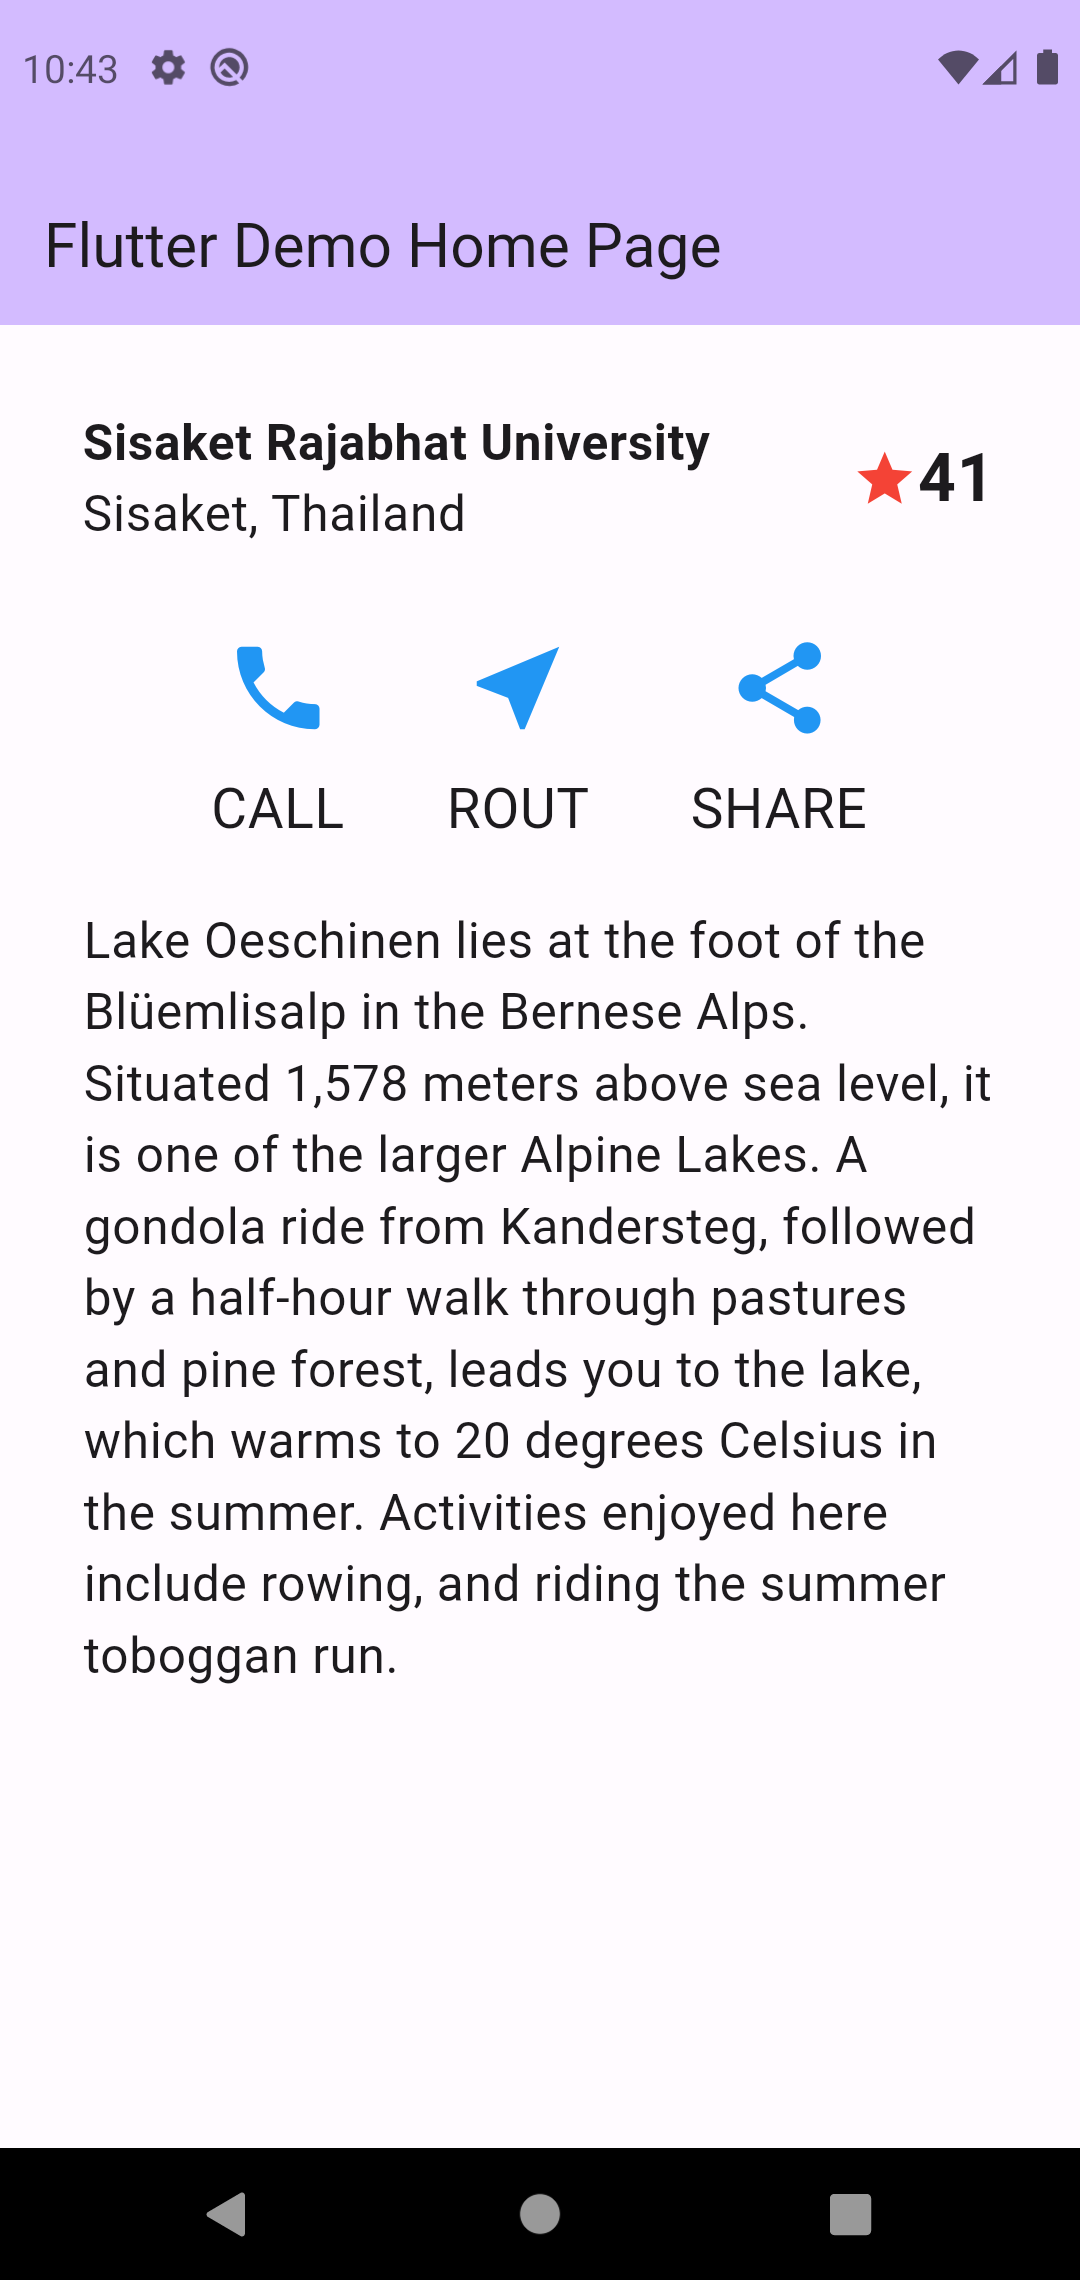 10:43
Flutter Demo Home Page
Sisaket Rajabhat University
Sisaket, Thailand
41
CALL ROUT SHARE
Lake Oeschinen lies at the foot of the
Blüemlisalp in the Bernese Alps.
Situated 1,578 meters above sea level, it
is one of the larger Alpine Lakes. A
gondola ride from Kandersteg, followed
by a half-hour walk through pastures
and pine forest, leads you to the lake,
which warms to 20 degrees Celsius in
the summer. Activities enjoyed here
include rowing, and riding the summer
toboggan run.